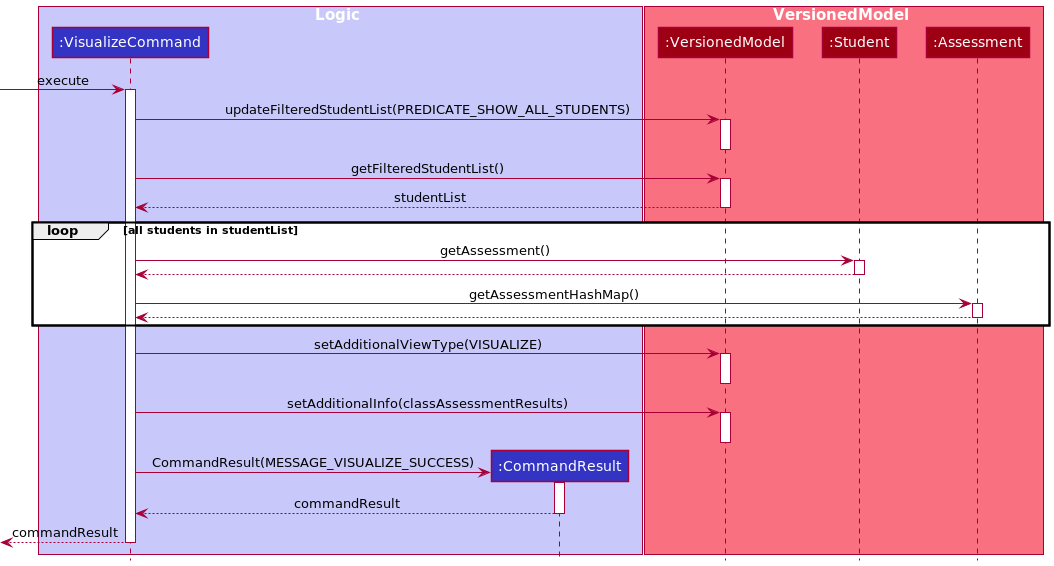 Logic
VersionedModel
:VisualizeCommand
:VersionedModel
:Student
:Assessment
execute
updateFilteredStudentList(PREDICATE_SHOW_ALL_STUDENTS)
getFilteredStudentList()
studentList
loop
[all students in studentList]
getAssessment()
getAssessmentHashMap()
setAdditionalViewType(VISUALIZE)
setAdditionalInfo(classAssessmentResults)
CommandResult(MESSAGE_VISUALIZE_SUCCESS)
:CommandResult
commandResult
commandResult